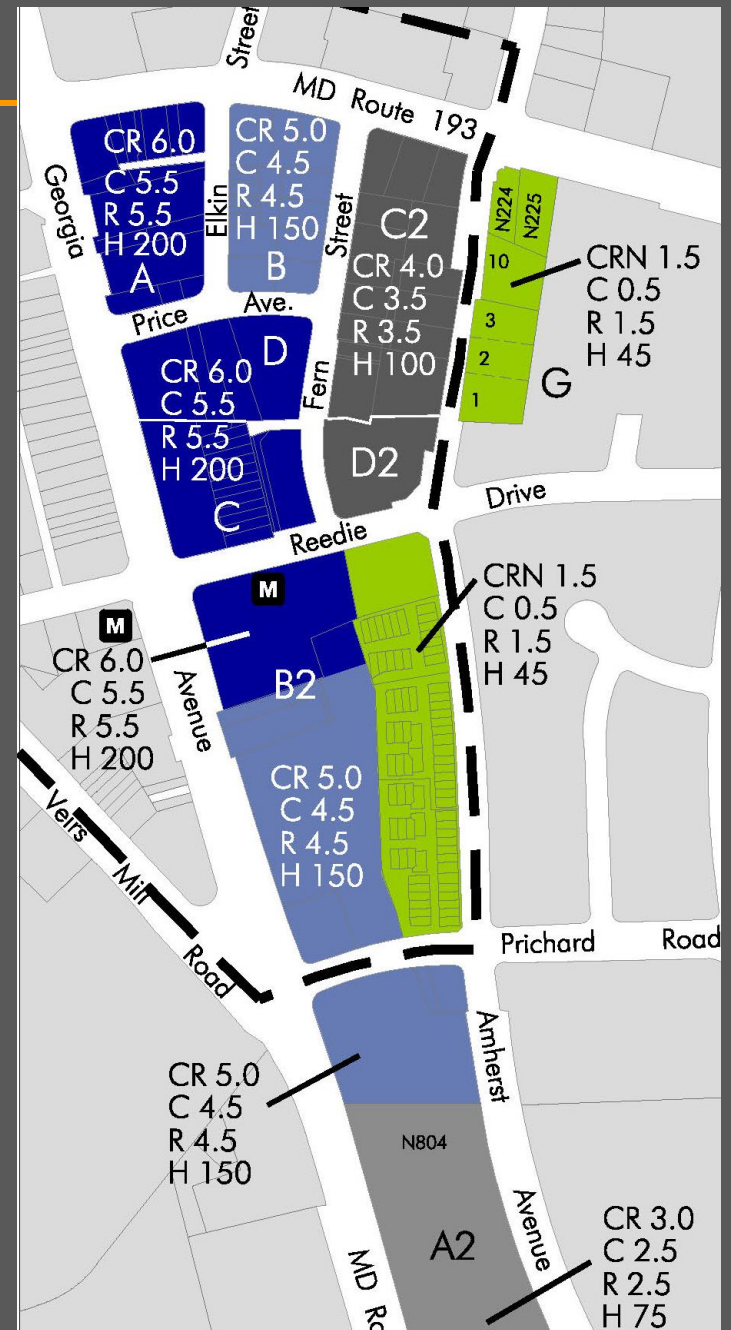 Street
MD Route 193
Georgia
CR 6.0
C 5.5
R 5.5
H 200
A
Elkin
CR 5.0
C 4.5
R 4.5
H 150
B
Street
C2
CR 4.0
C 3.5
R 3.5
H 100
N224
N225
10
3
2
1
G
CRN 1.5
C 0.5
R 1.5
H 45
Price
Ave.
D
CR 6.0
C 5.5
R 5.5
H 200
C
Fern
D2
Reedie
Drive
M
M
CR 6.0
C 5.5
R 5.5
H 200
Avenue
B2
CRN 1.5
C 0.5
R 1.5
H 45
CR 5.0
C 4.5
R 4.5
H 150
Veirs
Mill
Road
Prichard
Road
Amherst
CR 5.0
C 4.5
R 4.5
H 150
N804
A2
Avenue
MD
CR 3.0
C 2.5
R 2.5
H 75